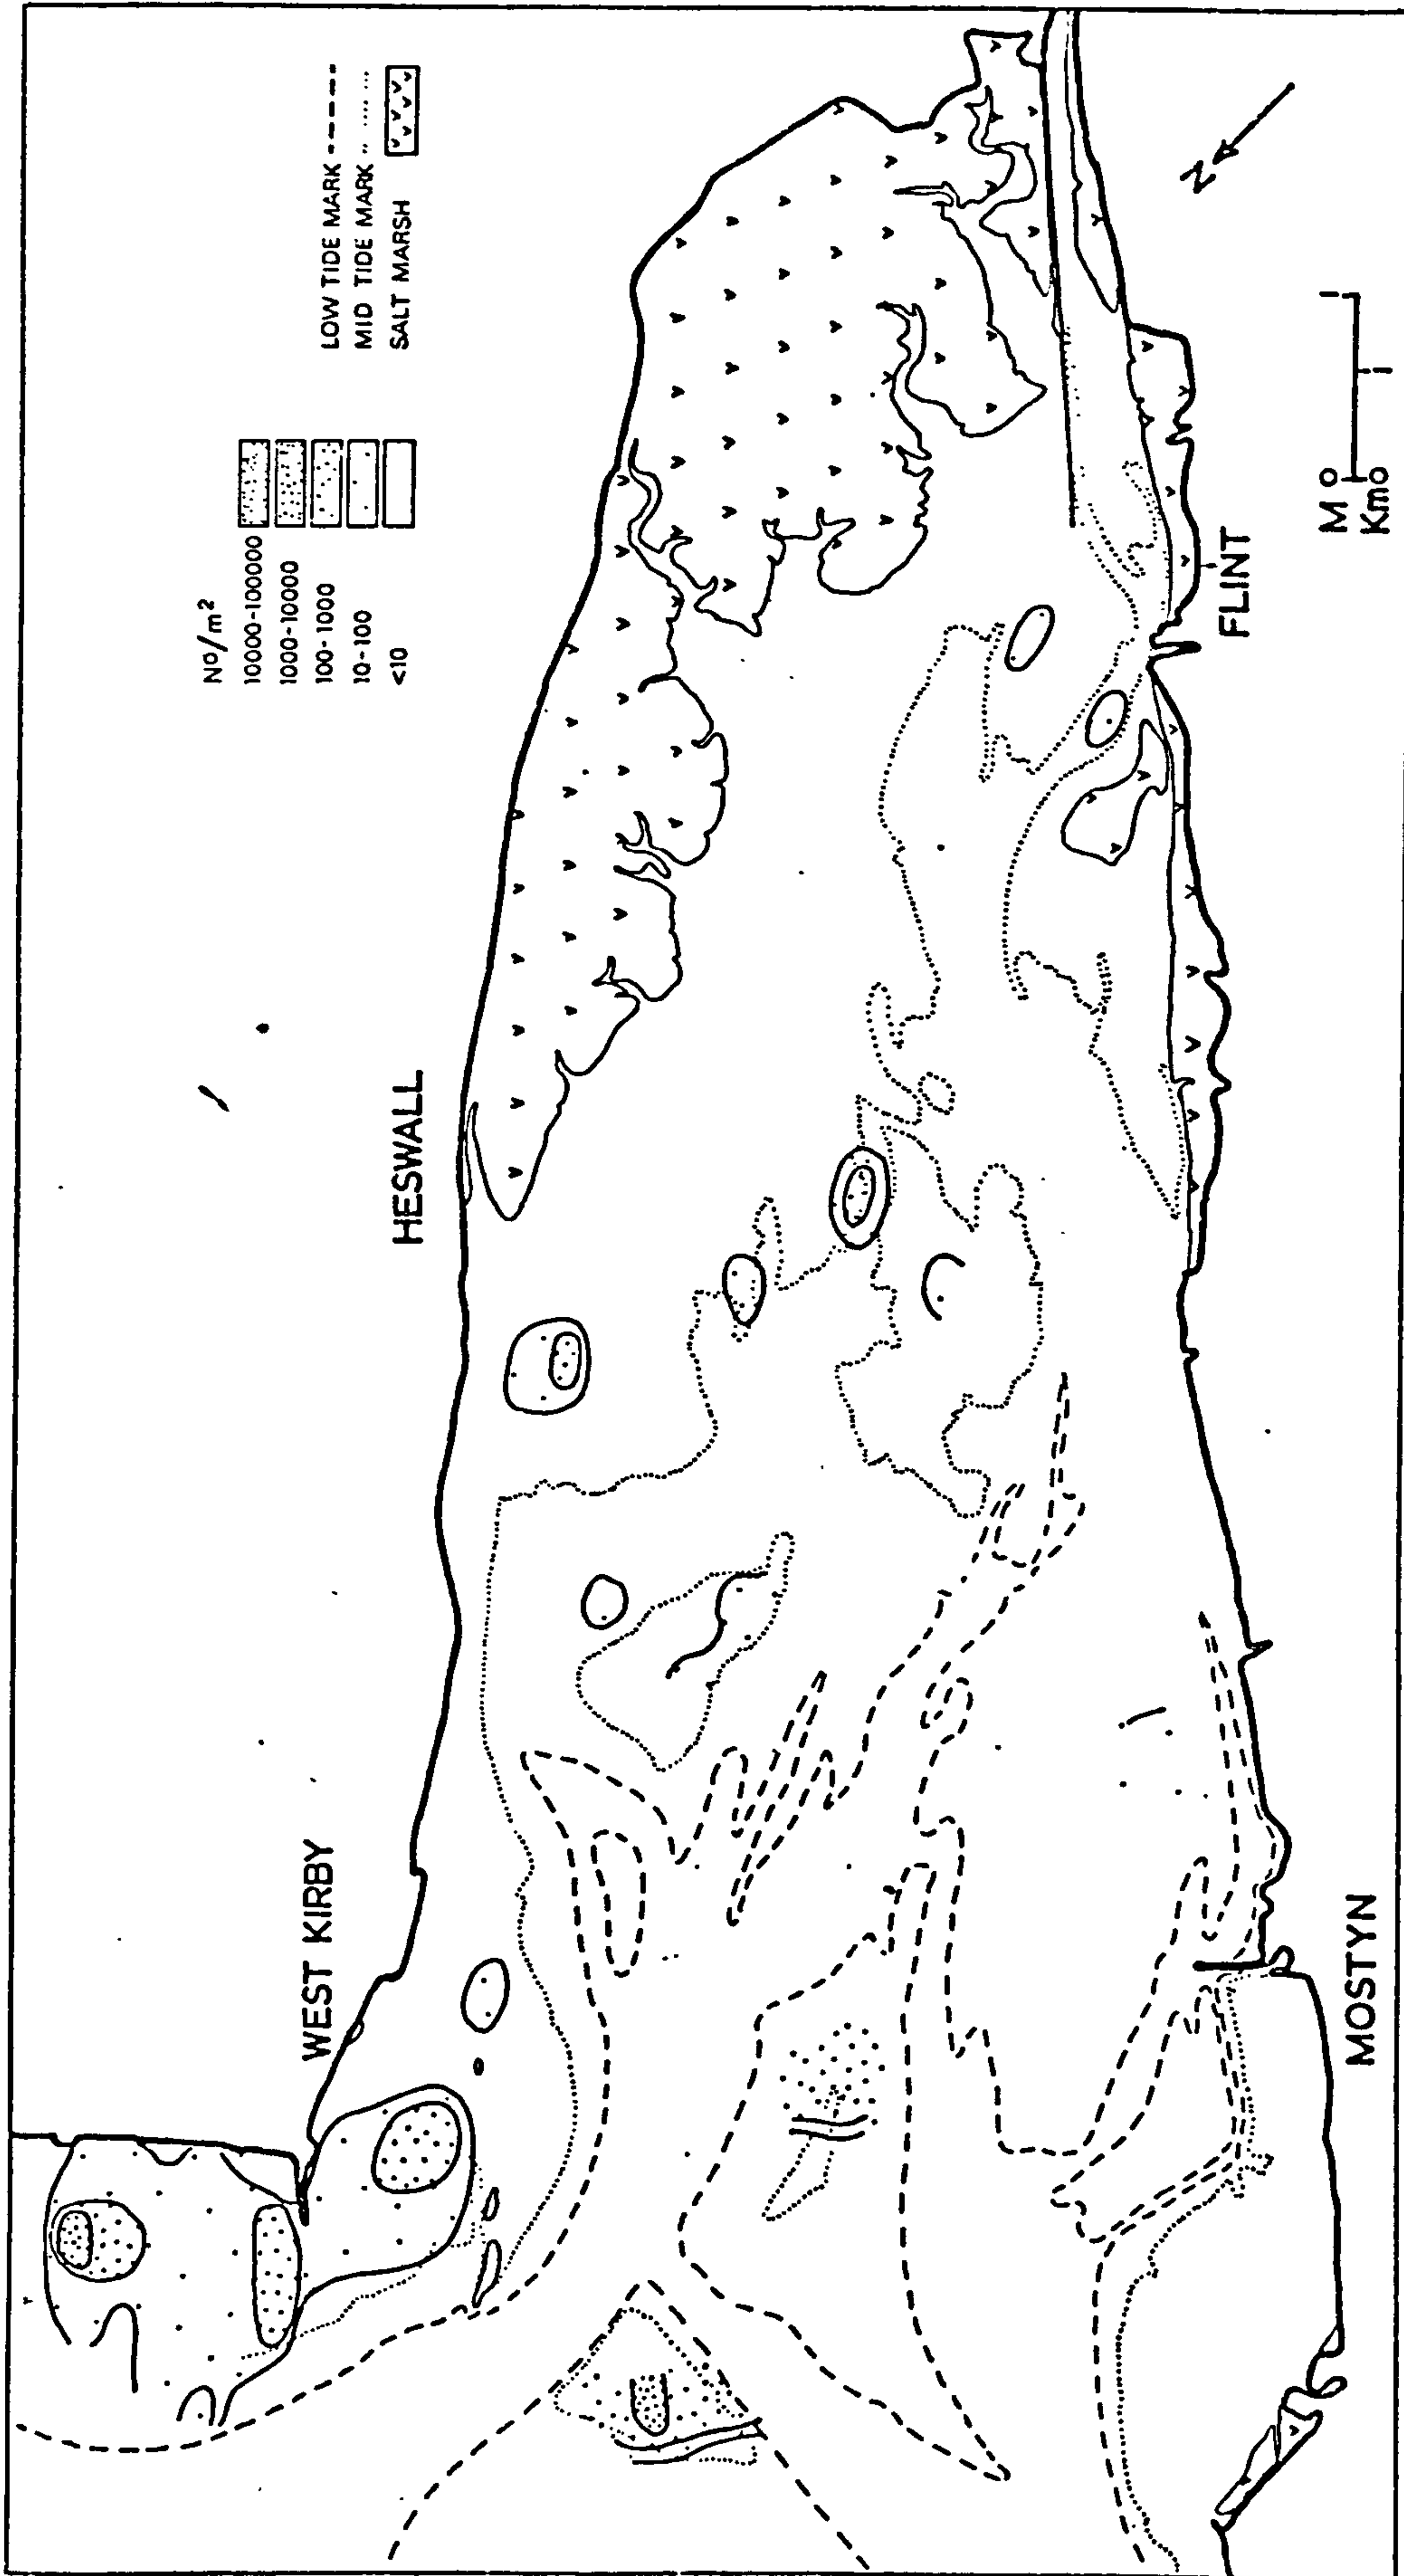 Nº/m²
10000-100000
1000-10000
100-1000
10-100
<10
LOW TIDE MARK
MID TIDE MARK
SALT MARSH
WEST KIRBY
HESWALL
MOSTYN
FLINT
N
M 0 1
Km 0 1